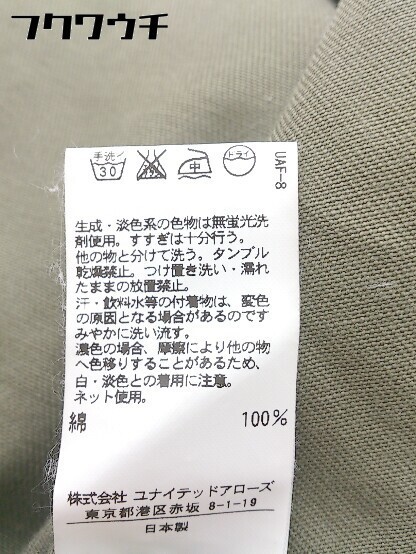 フクワウチ
手洗イ
30
エンソ
サラシ
中
ドライ
UAF-8
生成・淡色系の色物は無蛍光洗
剤使用。すすぎは十分行う。
他の物と分けて洗う。タンブル
乾燥禁止。つけ置き洗い・濡れ
たままの放置禁止。
汗・飲料水等の付着物は、変色
の原因となる場合があるのです
みやかに洗い流す。
濃色の場合、摩擦により他の物
へ色移りすることがあるため、
白・淡色との着用に注意。
ネット使用。
綿 100%
株式会社 ユナイテッドアローズ
東京都港区赤坂 8-1-19
日本製